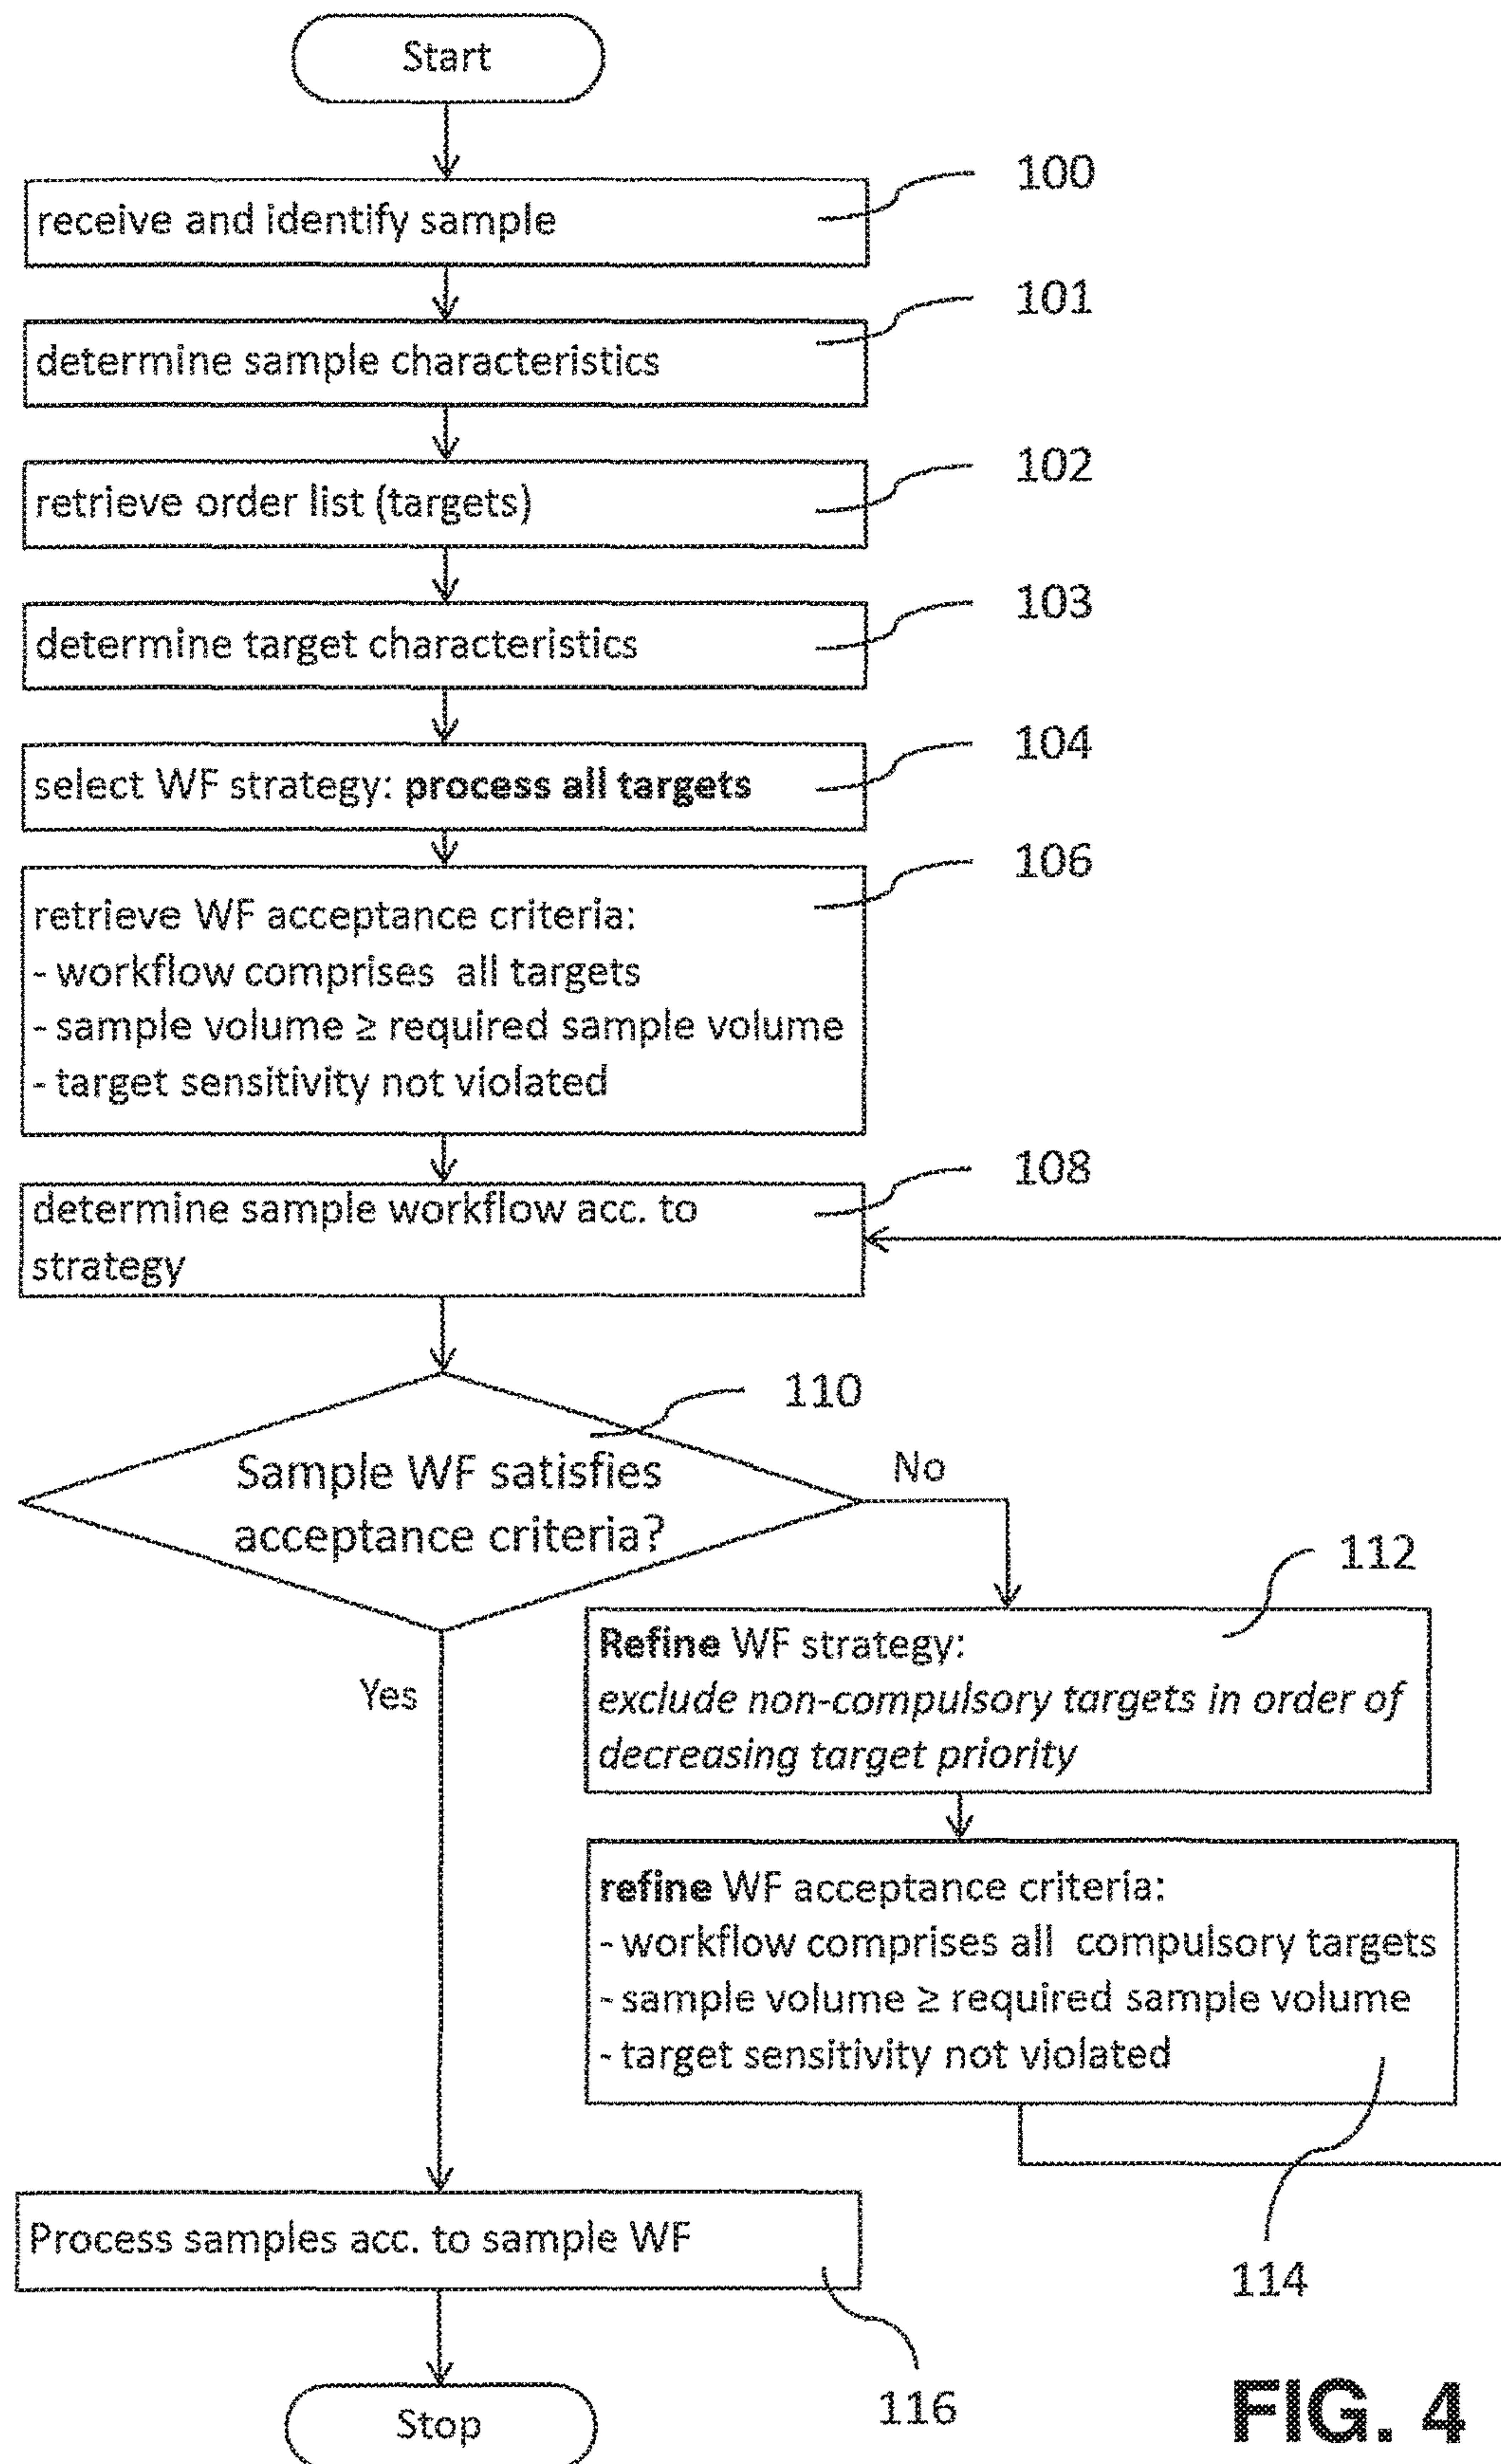 Start
100
receive and identify sample
101
determine sample characteristics
102
retrieve order list (targets)
103
determine target characteristics
104
select WF strategy: process all targets
106
retrieve WF acceptance criteria:
- workflow comprises all targets
- sample volume ≥ required sample volume
- target sensitivity not violated
108
determine sample workflow acc. to
strategy
110
Sample WF satisfies
acceptance criteria?
No
112
Refine WF strategy:
exclude non-compulsory targets in order of
decreasing target priority
Yes
refine WF acceptance criteria:
- workflow comprises all compulsory targets
- sample volume ≥ required sample volume
- target sensitivity not violated
114
Process samples acc. to sample WF
116
Stop
FIG. 4